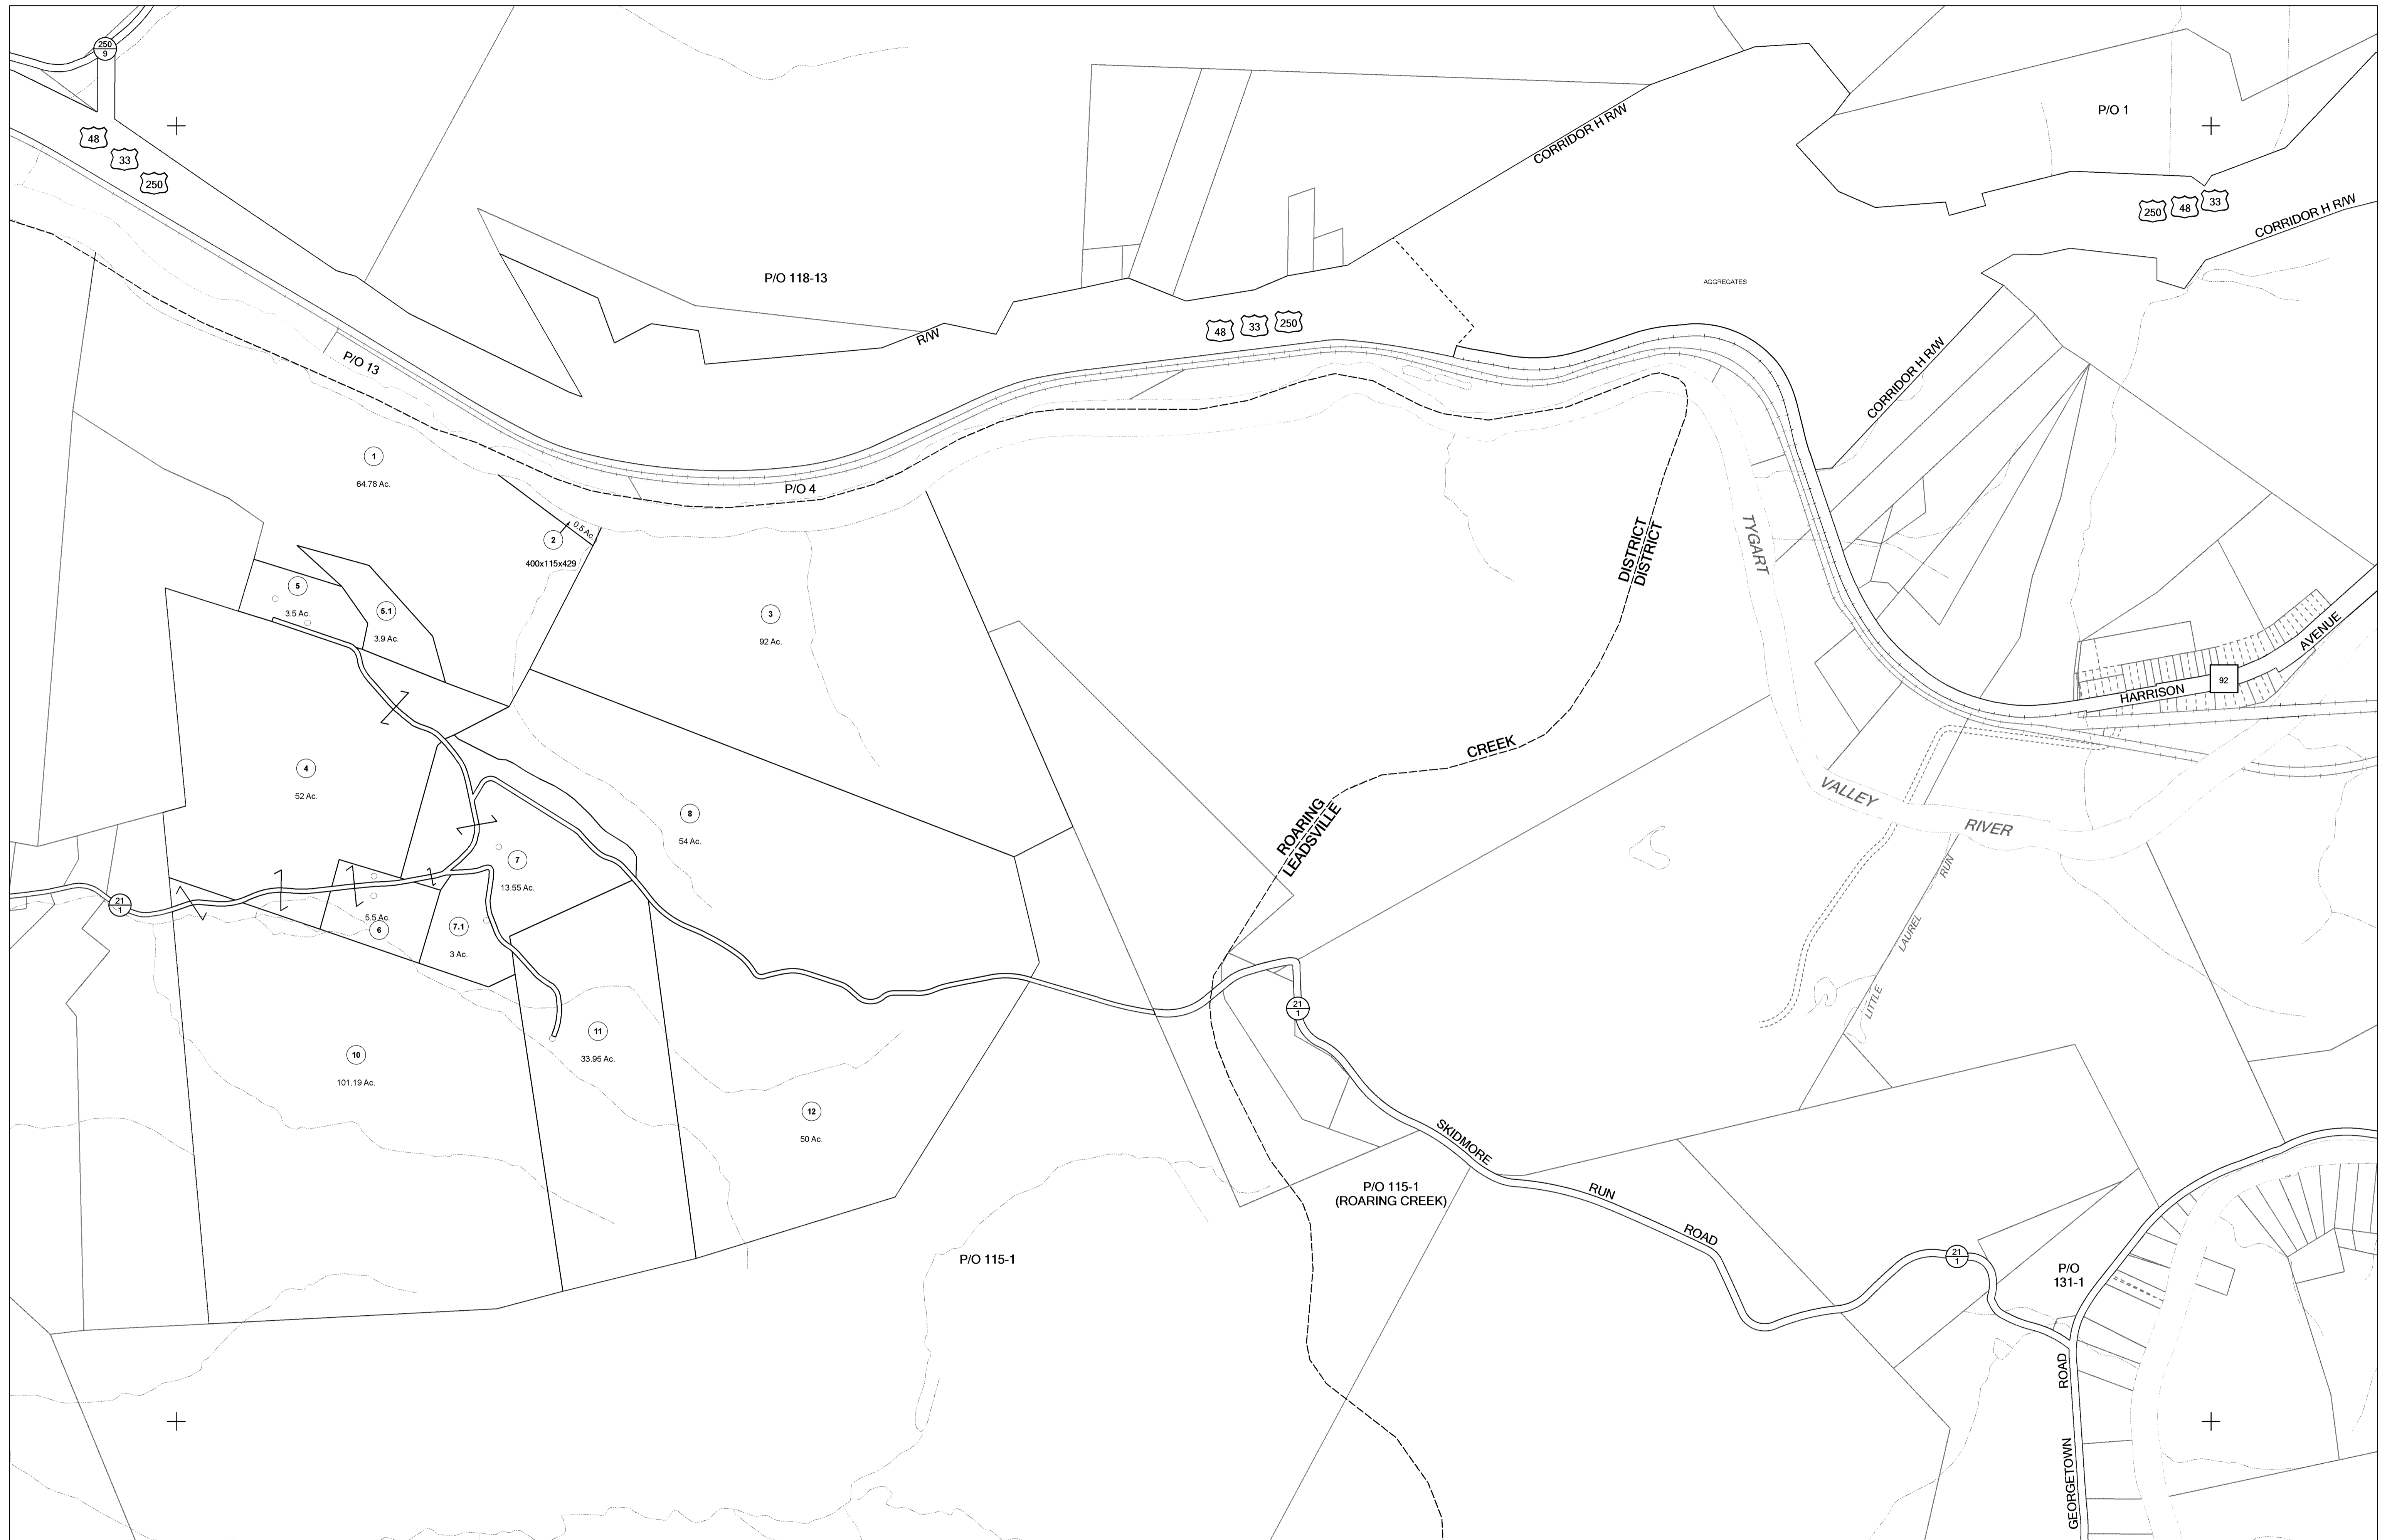 250
9
48
33
250
P/O 1
CORRIDOR H R/W
250
48
33
CORRIDOR H R/W
P/O 118-13
AGGREGATES
R/W
48
33
250
P/O 13
CORRIDOR H R/W
1
64.78 Ac.
P/O 4
2
0.5 Ac.
400x115x429
TYGART
DISTRICT
DISTRICT
5
3.5 Ac.
5.1
3.9 Ac.
3
92 Ac.
AVENUE
92
HARRISON
CREEK
4
52 Ac.
8
54 Ac.
VALLEY
RIVER
ROARING
LEADSVILLE
7
13.55 Ac.
RUN
21
1
5.5 Ac.
6
7.1
3 Ac.
LAUREL
LITTLE
21
1
10
101.19 Ac.
11
33.95 Ac.
12
50 Ac.
SKIDMORE
P/O 115-1
(ROARING CREEK)
RUN
ROAD
P/O 115-1
21
1
P/O
131-1
ROAD
GEORGETOWN